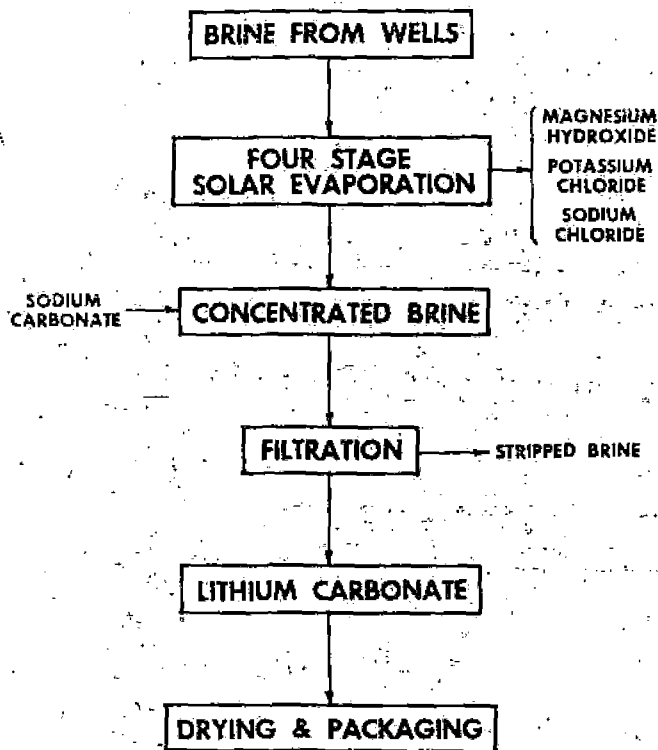 BRINE FROM WELLS
FOUR STAGE
SOLAR EVAPORATION
MAGNESIUM
HYDROXIDE
POTASSIUM
CHLORIDE
SODIUM
CHLORIDE
SODIUM
CARBONATE
CONCENTRATED BRINE
FILTRATION
STRIPPED BRINE
LITHIUM CARBONATE
DRYING & PACKAGING